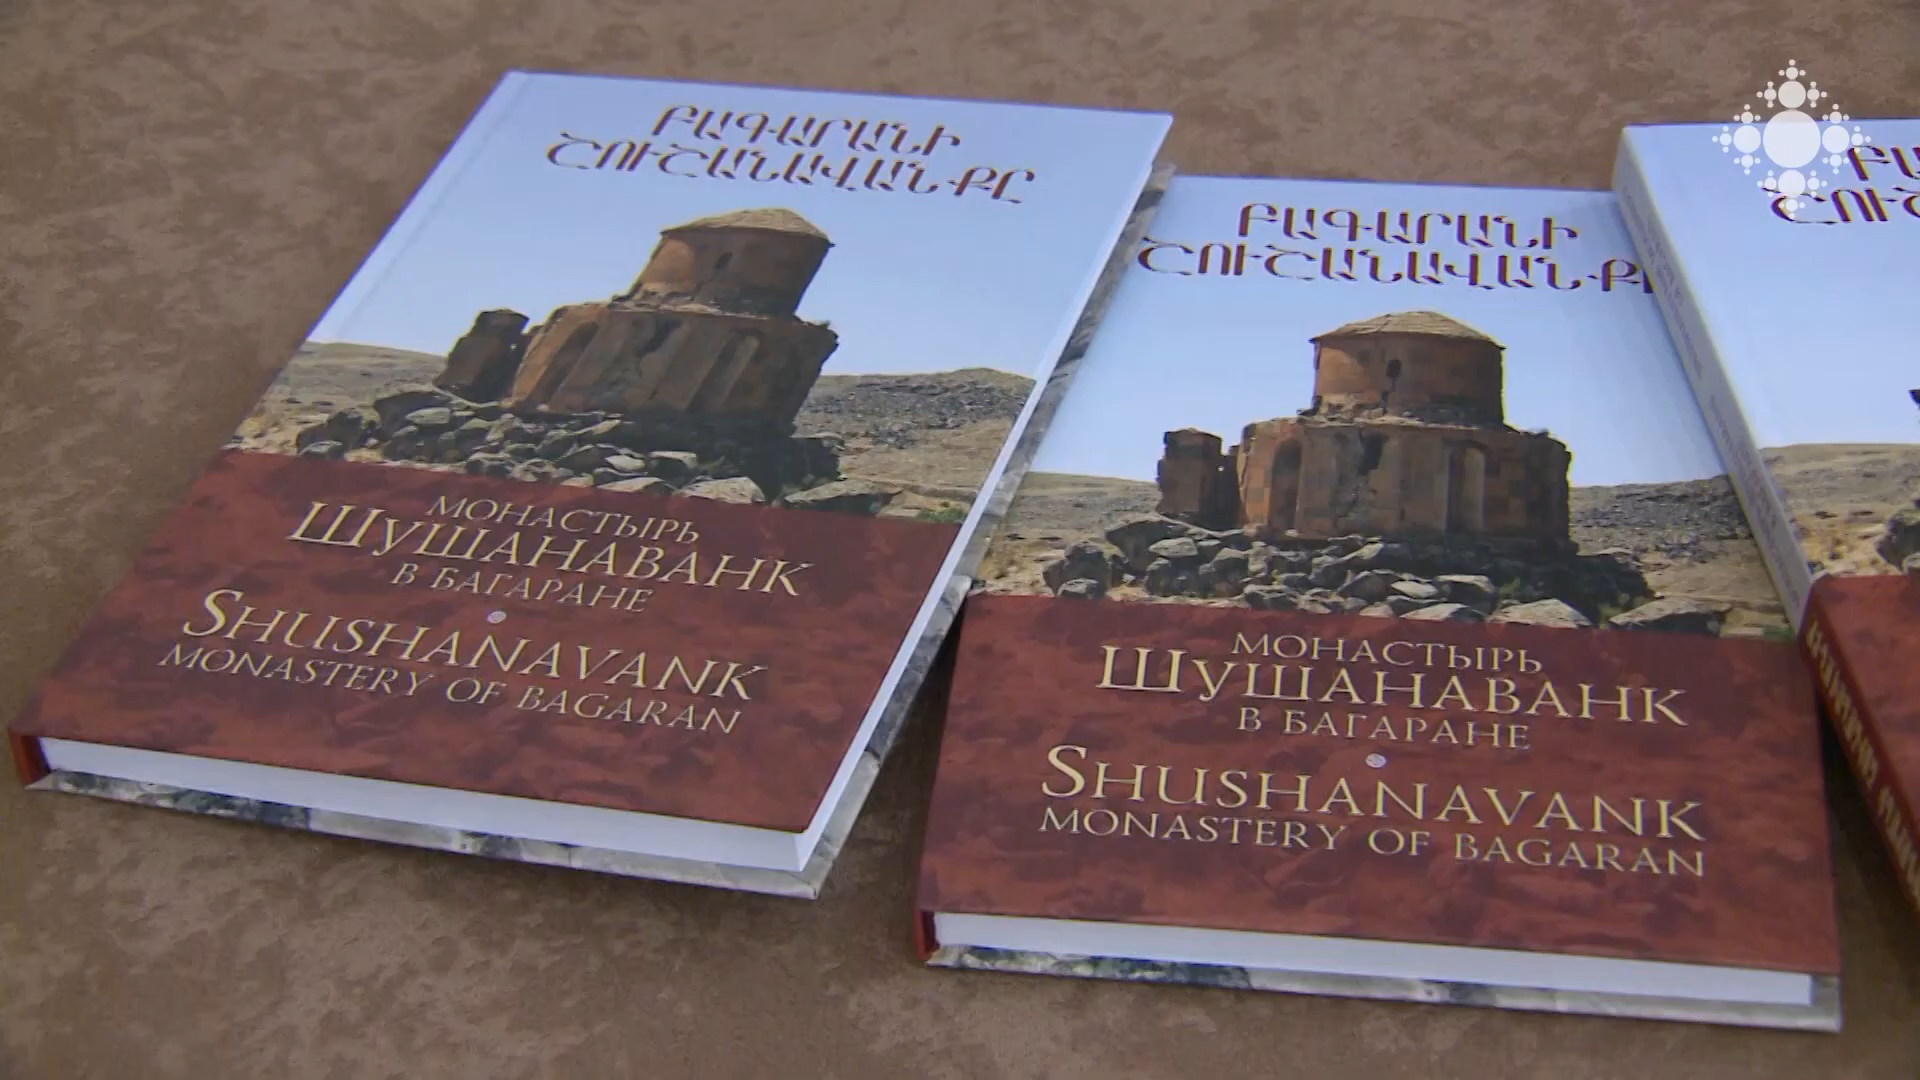 ԲԱԳԱՐԱՆԻ
ՇՈՒՇԱՆԱՎԱՆՔԸ
МОНАСТЫРЬ
ШУШАНАВАНК
В БАГАРАНЕ
SHUSHANAVANK
MONASTERY OF BAGARAN
ԲԱԳԱՐԱՆԻ
ՇՈՒՇԱՆԱՎԱՆՔԸ
МОНАСТЫРЬ
ШУШАНАВАНК
В БАГАРАНЕ
SHUSHANAVANK
MONASTERY OF BAGARAN